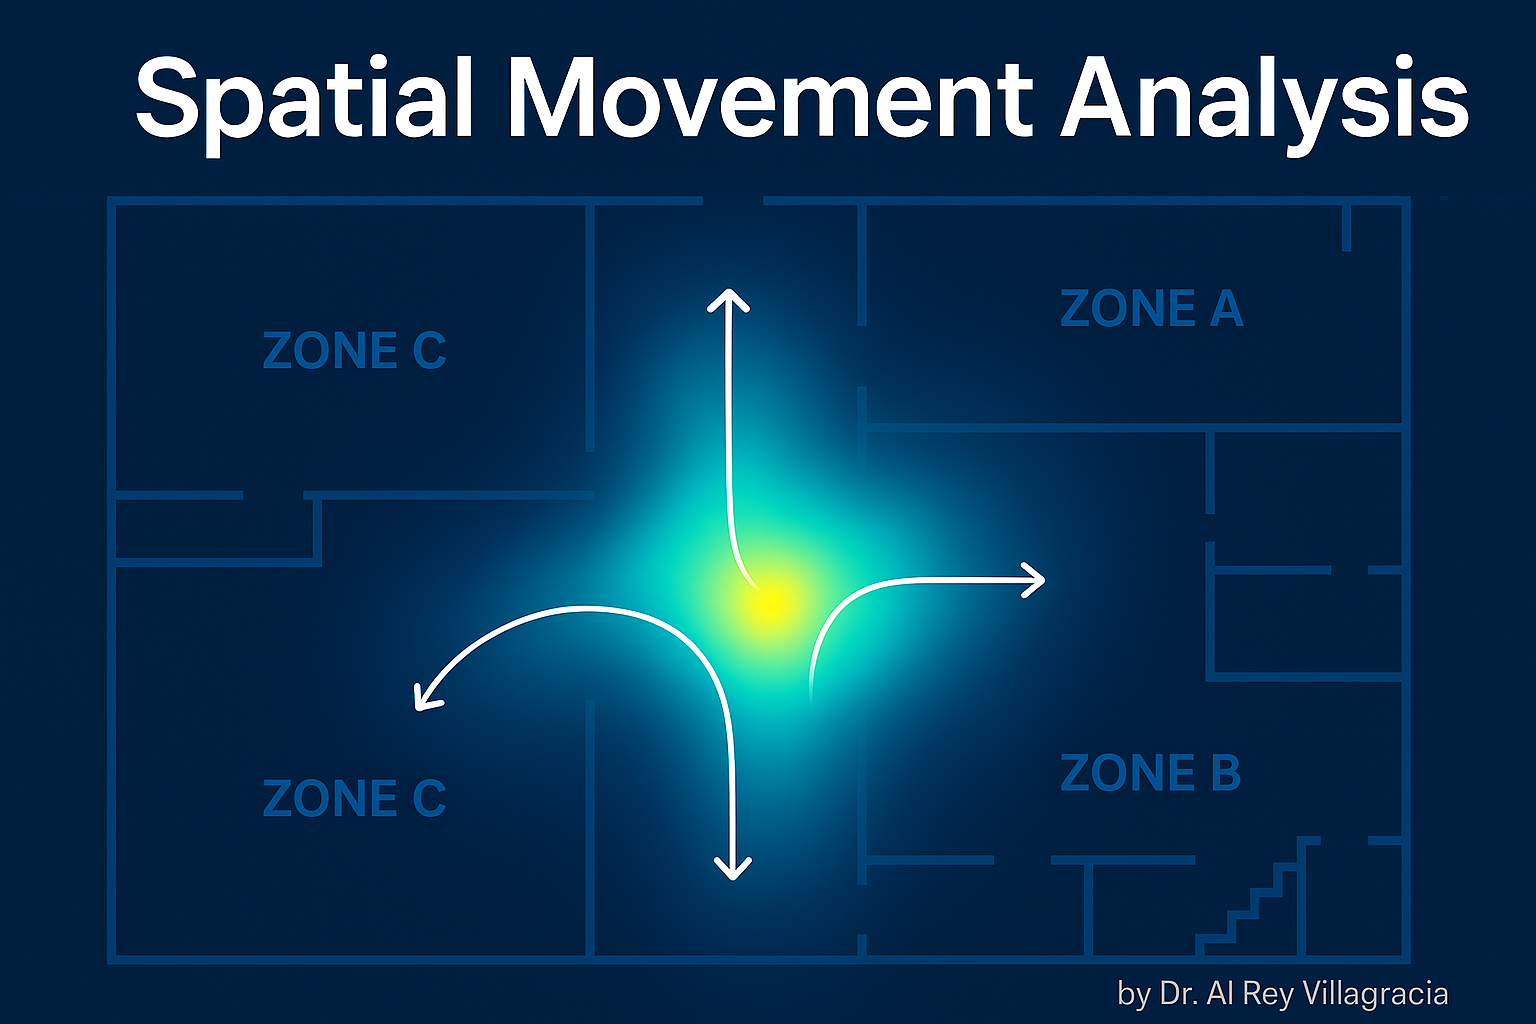 Spatial Movement Analysis
ZONE C
ZONE A
ZONE C
ZONE B
by Dr. Al Rey Villagracia